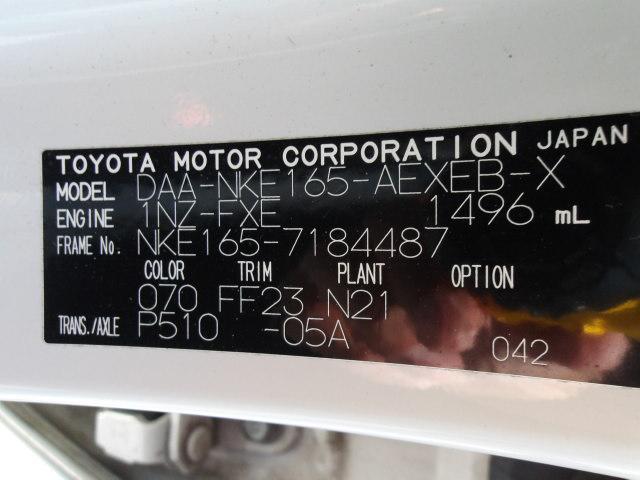 TOYOTA MOTOR CORPORATION JAPAN
MODEL DAA-NKE165-AEXEB-X
ENGINE 1NZ-FXE 1496 mL
FRAME No. NKE165-7184487
COLOR TRIM PLANT OPTION
070 FF23 N21
TRANS./AXLE P510 -05A
042